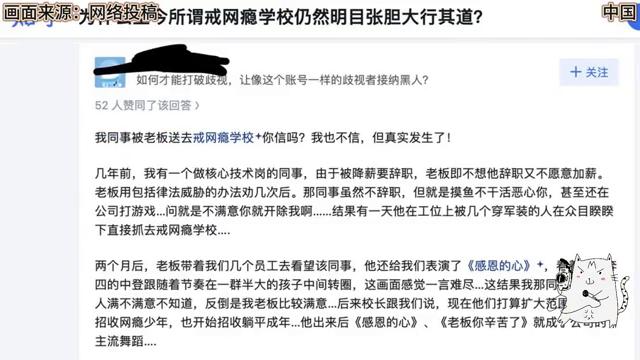 画面来源：网络投稿
今所谓戒网瘾学校仍然明目张胆大行其道？
中国
如何才能打破歧视，让像这个账号一样的歧视者接纳黑人？
+ 关注
52 人赞同了该回答 >
我同事被老板送去戒网瘾学校你信吗？我也不信，但真实发生了！
几年前，我有一个做核心技术岗的同事，由于被降薪要辞职，老板即不想他辞职又不愿意加薪。
老板用包括律法威胁的办法劝几次后。那同事虽然不辞职，但就是摸鱼不干活恶心你，甚至还在
公司打游戏...问就是不满意你就开除我啊......结果有一天他在工位上被几个穿军装的人在众目睽睽
下直接抓去戒网瘾学校....
两个月后，老板带着我们几个员工去看望该同事，他还给我们表演了《感恩的心》，
四的中登跟随着节奏在一群半大的孩子中间转圈，这画面感觉一言难尽...这结果我那同
人满不满意不知道，反倒是我老板比较满意...后来校长跟我们说，现在他们打算扩大范围
招收网瘾少年，也开始招收躺平成年...他出来后《感恩的心》、《老板你辛苦了》就成
主流舞蹈....